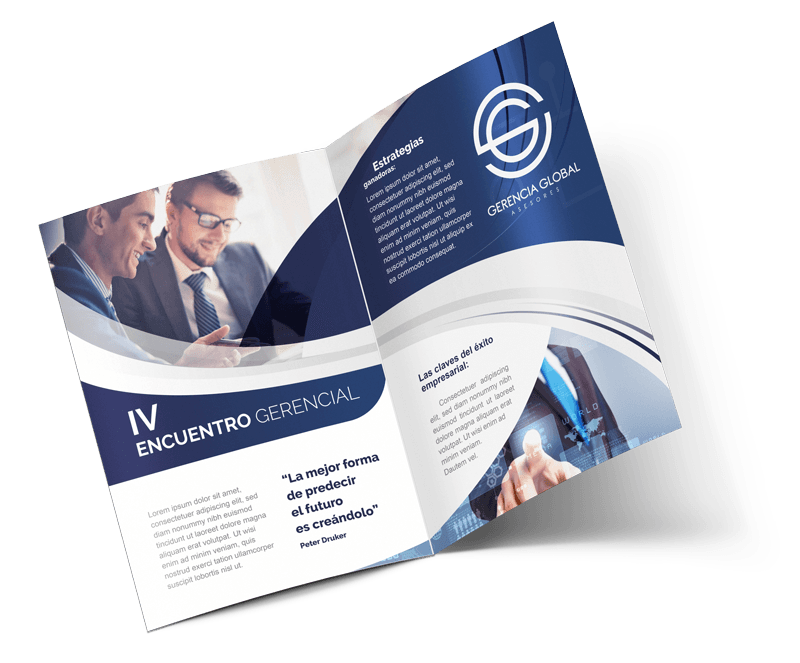 IV
ENCUENTRO GERENCIAL
Lorem ipsum dolor sit amet,
consectetuer adipiscing elit, sed
diam nonummy nibh euismod
tincidunt ut laoreet dolore magna
aliquam erat volutpat. Ut wisi
enim ad minim veniam, quis
nostrud exerci tation ullamcorper
suscipit lobortis nisl ut.
“La mejor forma
de predecir
el futuro
es creándolo”
Peter Druker
Estrategias
ganadoras:
Lorem ipsum dolor sit amet,
consectetuer adipiscing elit, sed
diam nonummy nibh euismod
tincidunt ut laoreet dolore magna
aliquam erat volutpat. Ut wisi
enim ad minim veniam, quis
nostrud exerci tation ullamcorper
suscipit lobortis nisl ut aliquip ex
ea commodo consequat.
GERENCIA GLOBAL
ASESORES
Las claves del éxito
empresarial:
Consectetuer adipiscing
elit, sed diam nonummy nibh
euismod tincidunt ut laoreet
dolore magna aliquam erat
volutpat. Ut wisi enim ad
minim veniam.
Dautem vel.
WORLD